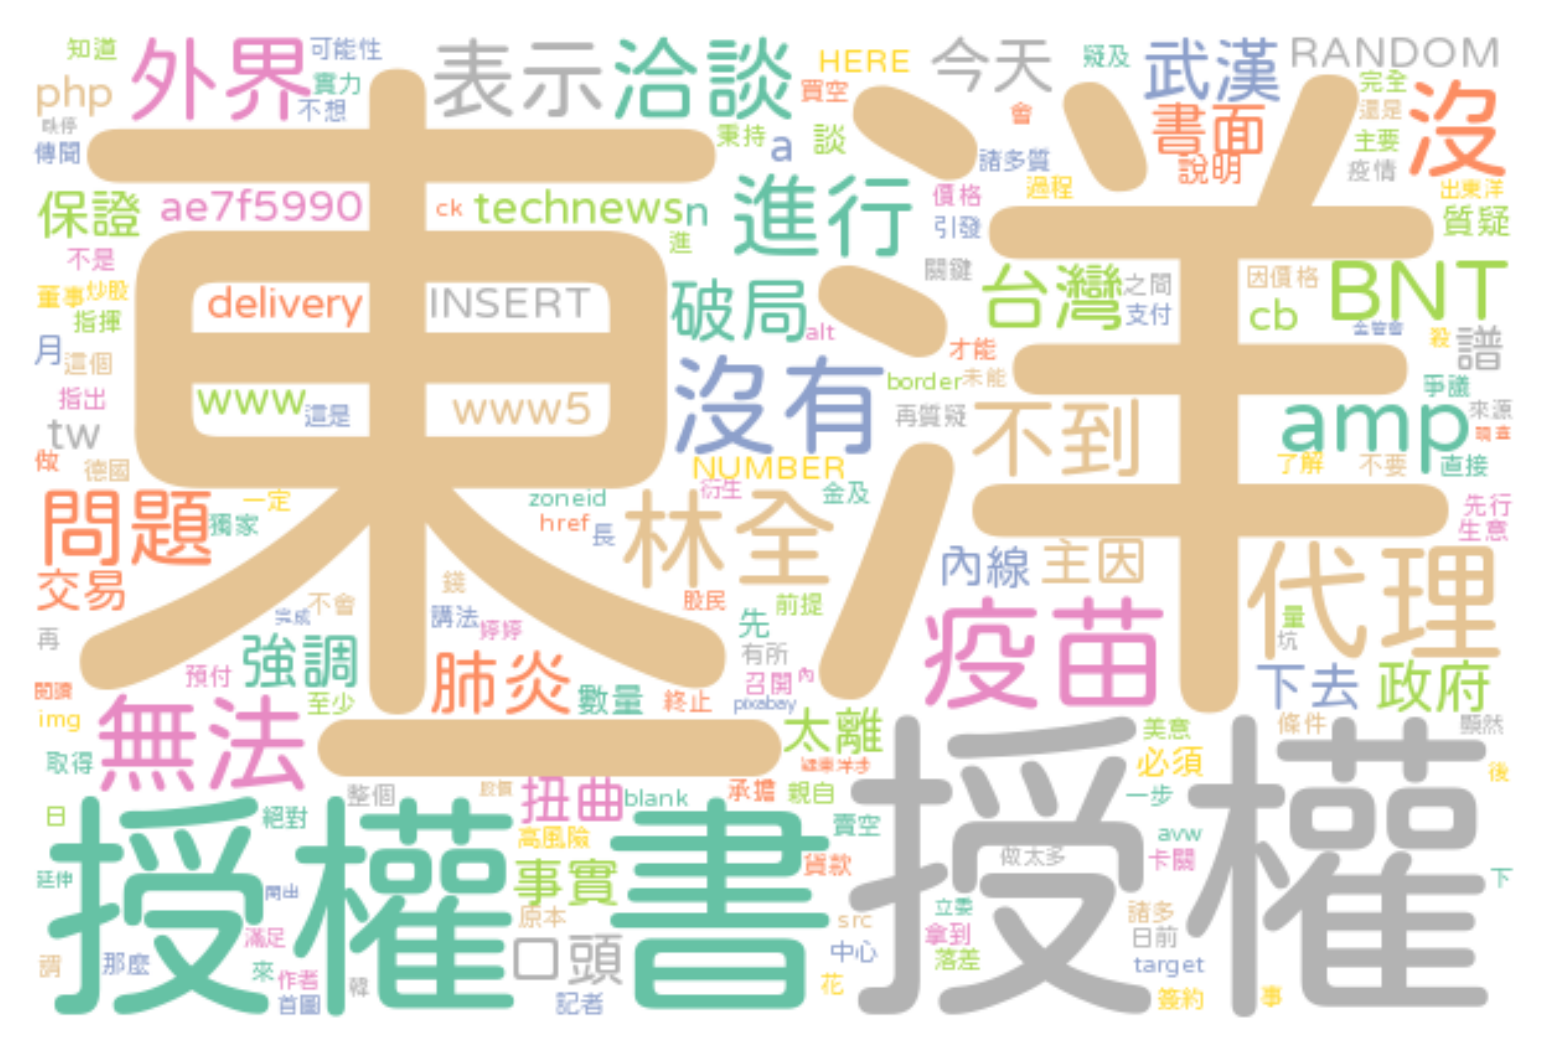 知道
外界
可能性
表示
洽談
HERE
今天
疑及
武漢
RANDOM
php
實力
不想
買空
會
書面
完全
還是
沒
傳聞
秉持
a
談
諸多質
說明
主要
疫情
出東洋
東洋
保證
ae7f5990
ck
technews
n
進行
價格
過程
引發
質疑
不是
進
關鍵
董事
炒股
指揮
delivery
INSERT
破局
alt
台灣
之間
支付
因價格
BNT
cb
金管會
殺
譜
月
這個
沒有
才能
border
未能
爭議
指出
www
這是
www5
再質疑
不到
amp
來源
tw
做
德國
NUMBER
了解
不要
直接
問題
一定
獨家
zoneid
href
衍生
金及
長
林全
先行
生意
交易
錢
股民
前提
內線
主因
代理
不會
講法
婷婷
先
疫苗
量
坑
再
強調
預付
肺炎
有所
召開
內
下去
政府
閱讀
至少
數量
終止
pixabay
img
無法
太離
美意
條件
顯然
取得
必須
後
整個
股價
扭曲
blank
承擔
親自
一步
授權
日
授權書
絕對
高風險
賣空
avw
做太多
卡關
延伸
事實
貸款
下
原本
src
立委
諸多
滿足
拿到
日前
謂
那麼
來
作者
韓
口頭
中心
落差
target
首圖
記者
花
簽約
事